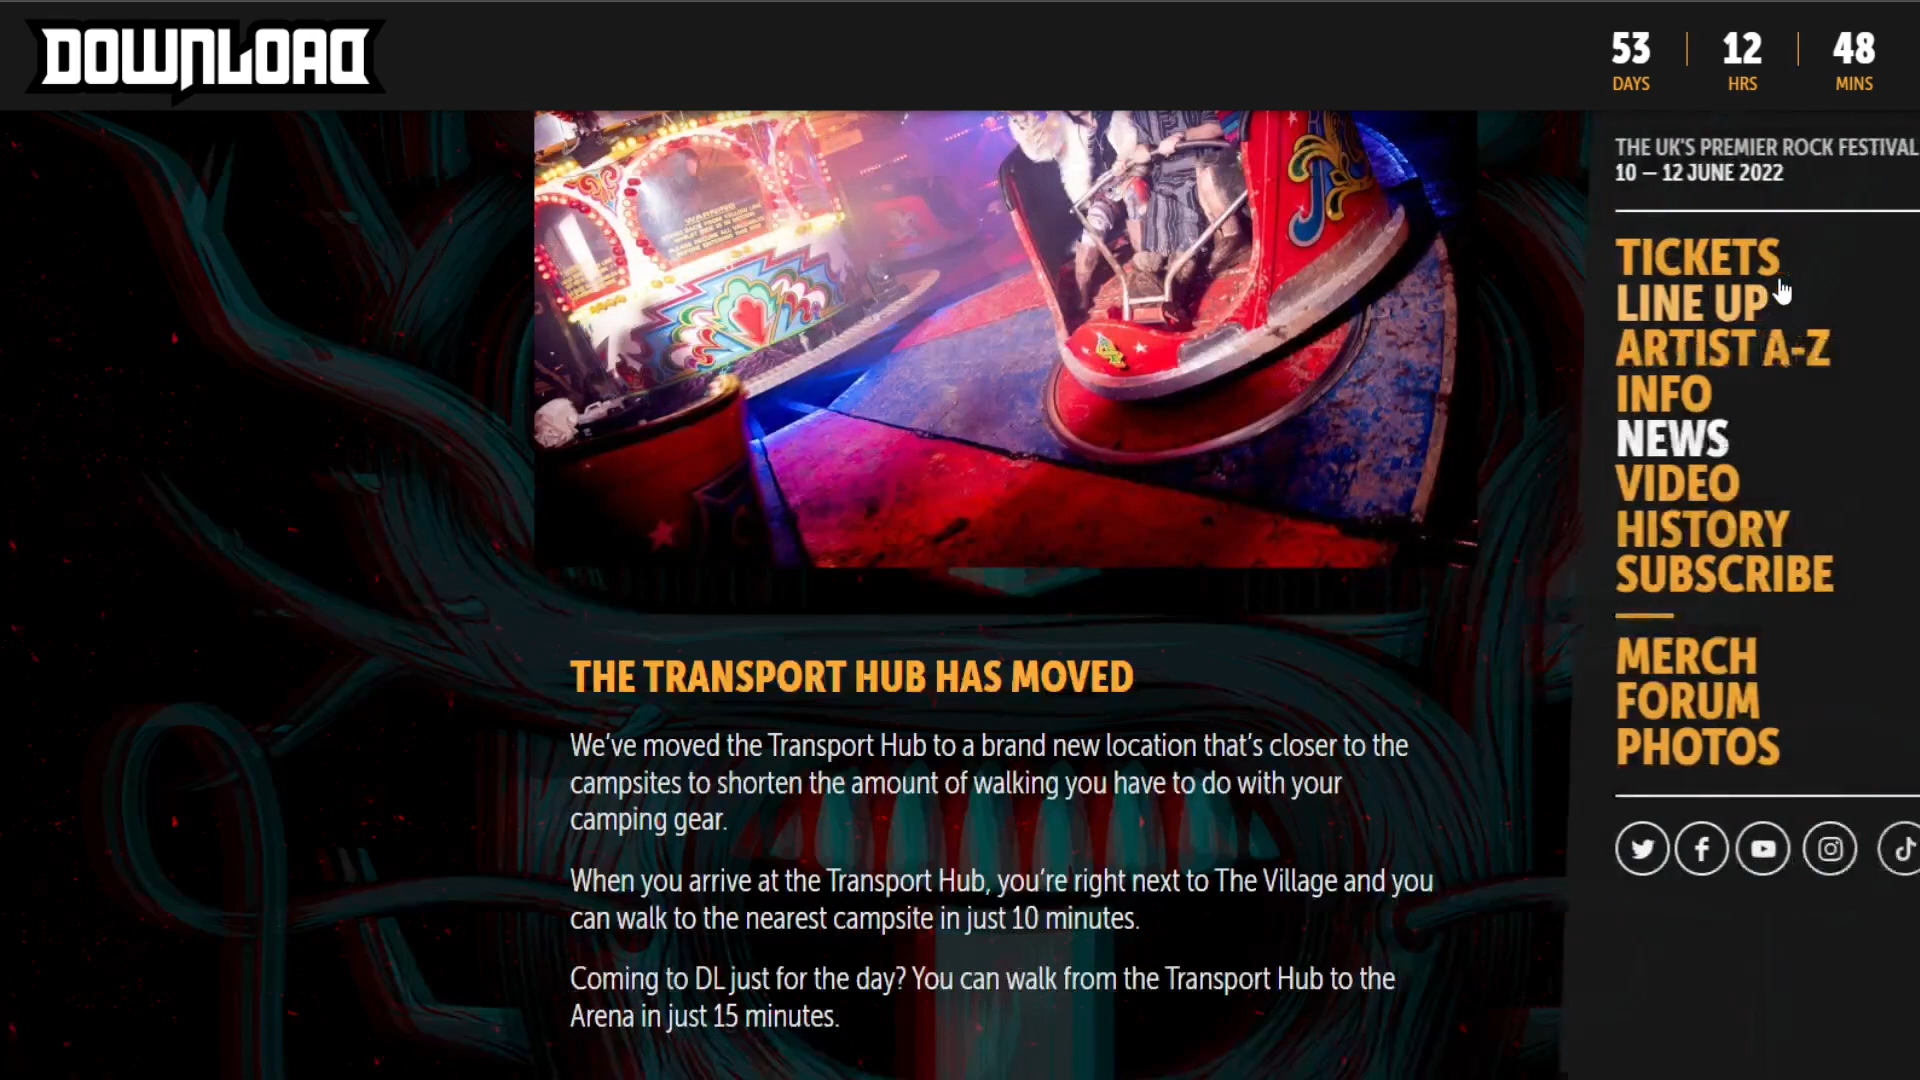 DOWNLOAD
53 12 48
DAYS HRS MINS
THE UK'S PREMIER ROCK FESTIVAL
10 – 12 JUNE 2022
TICKETS
LINE UP
ARTIST A-Z
INFO
NEWS
VIDEO
HISTORY
SUBSCRIBE
MERCH
FORUM
PHOTOS
WARNING
THE TRANSPORT HUB HAS MOVED
We've moved the Transport Hub to a brand new location that's closer to the
campsites to shorten the amount of walking you have to do with your
camping gear.
When you arrive at the Transport Hub, you're right next to The Village and you
can walk to the nearest campsite in just 10 minutes.
Coming to DL just for the day? You can walk from the Transport Hub to the
Arena in just 15 minutes.